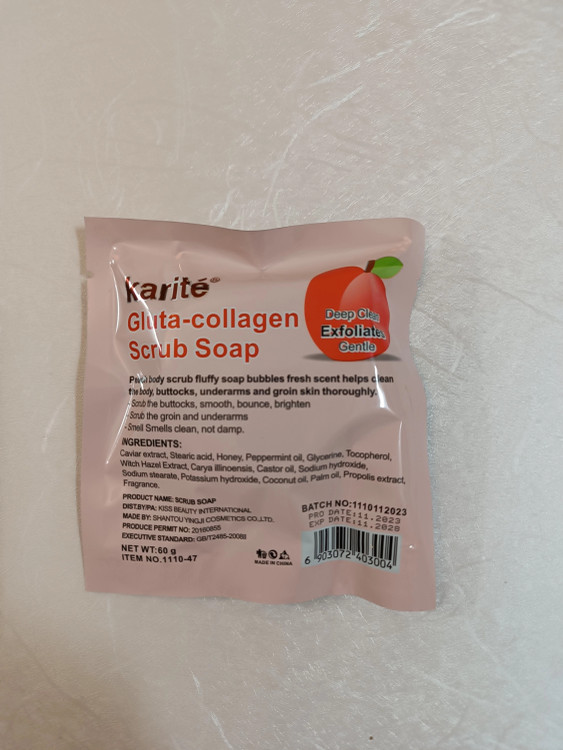 karité®
Gluta-collagen
Scrub Soap
Deep Clean
Exfoliates
Gentle
Peach body scrub fluffy soap bubbles fresh scent helps clean
the body, buttocks, underarms and groin skin thoroughly.
- Scrub the buttocks, smooth, bounce, brighten
- Scrub the groin and underarms
- Smell Smells clean, not damp.
INGREDIENTS:
Caviar extract, Stearic acid, Honey, Peppermint oil, Glycerine, Tocopherol,
Witch Hazel Extract, Carya illinoensis, Castor oil, Sodium hydroxide,
Sodium stearate, Potassium hydroxide, Coconut oil, Palm oil, Propolis extract,
Fragrance.
PRODUCT NAME: SCRUB SOAP
DIST.BY/PA: KISS BEAUTY INTERNATIONAL
MADE BY: SHANTOU YINGJI COSMETICS CO.,LTD.
PRODUCE PERMIT NO: 20160855
EXECUTIVE STANDARD: GB/T2485-20088
NET WT:60 g
ITEM NO.1110-47
MADE IN CHINA
BATCH NO:1110112023
PRO DATE:11.2023
EXP DATE:11.2028
6 903072 403004